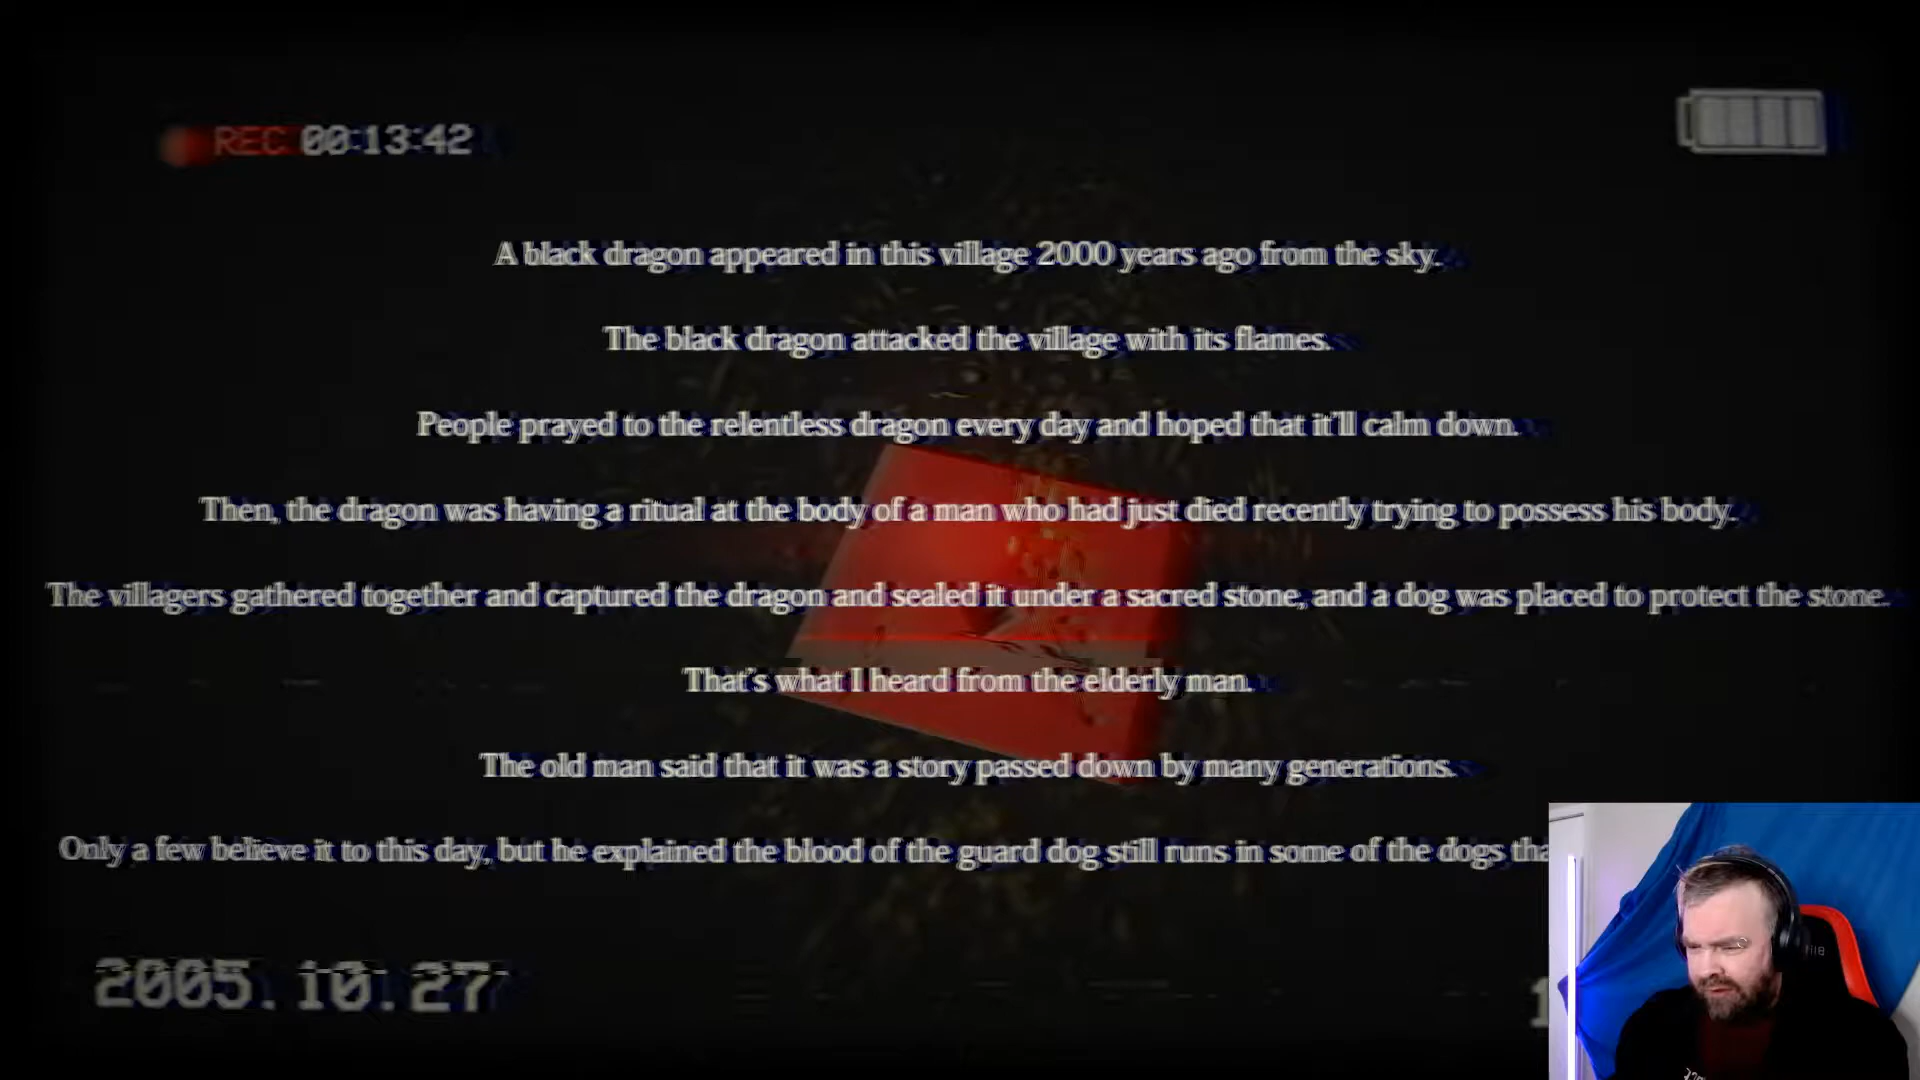 REC 00:13:42
A black dragon appeared in this village 2000 years ago from the sky.
The black dragon attacked the village with its flames.
People prayed to the relentless dragon every day and hoped that it'll calm down.
Then, the dragon was having a ritual at the body of a man who had just died recently trying to possess his body.
The villagers gathered together and captured the dragon and sealed it under a sacred stone, and a dog was placed to protect the stone.
That's what I heard from the elderly man.
The old man said that it was a story passed down by many generations.
Only a few believe it to this day, but he explained the blood of the guard dog still runs in some of the dogs
2005.10.27